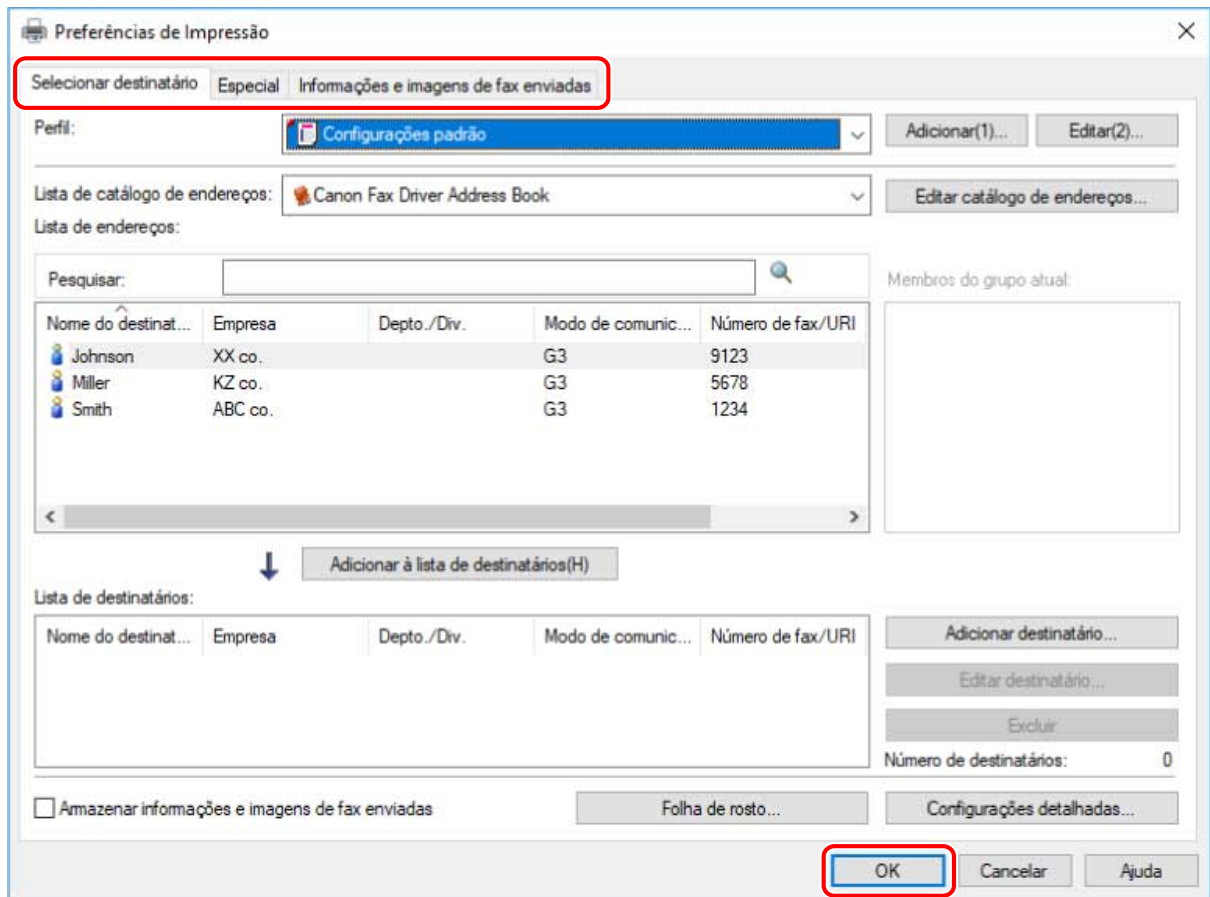 Preferências de Impressão
Selecionar destinatário Especial Informações e imagens de fax enviadas
Perfil: Configurações padrão Adicionar(1)... Editar(2)...
Lista de catálogo de endereços: Canon Fax Driver Address Book Editar catálogo de endereços...
Lista de endereços:
Pesquisar: Membros do grupo atual:
Nome do destinat... Empresa Depto./Div. Modo de comunic... Número de fax/URI
Johnson XX co. G3 9123
Miller KZ co. G3 5678
Smith ABC co. G3 1234
Adicionar à lista de destinatários(H)
Lista de destinatários:
Nome do destinat... Empresa Depto./Div. Modo de comunic... Número de fax/URI
Adicionar destinatário...
Editar destinatário...
Excluir
Número de destinatários: 0
Armazenar informações e imagens de fax enviadas Folha de rosto... Configurações detalhadas...
OK Cancelar Ajuda